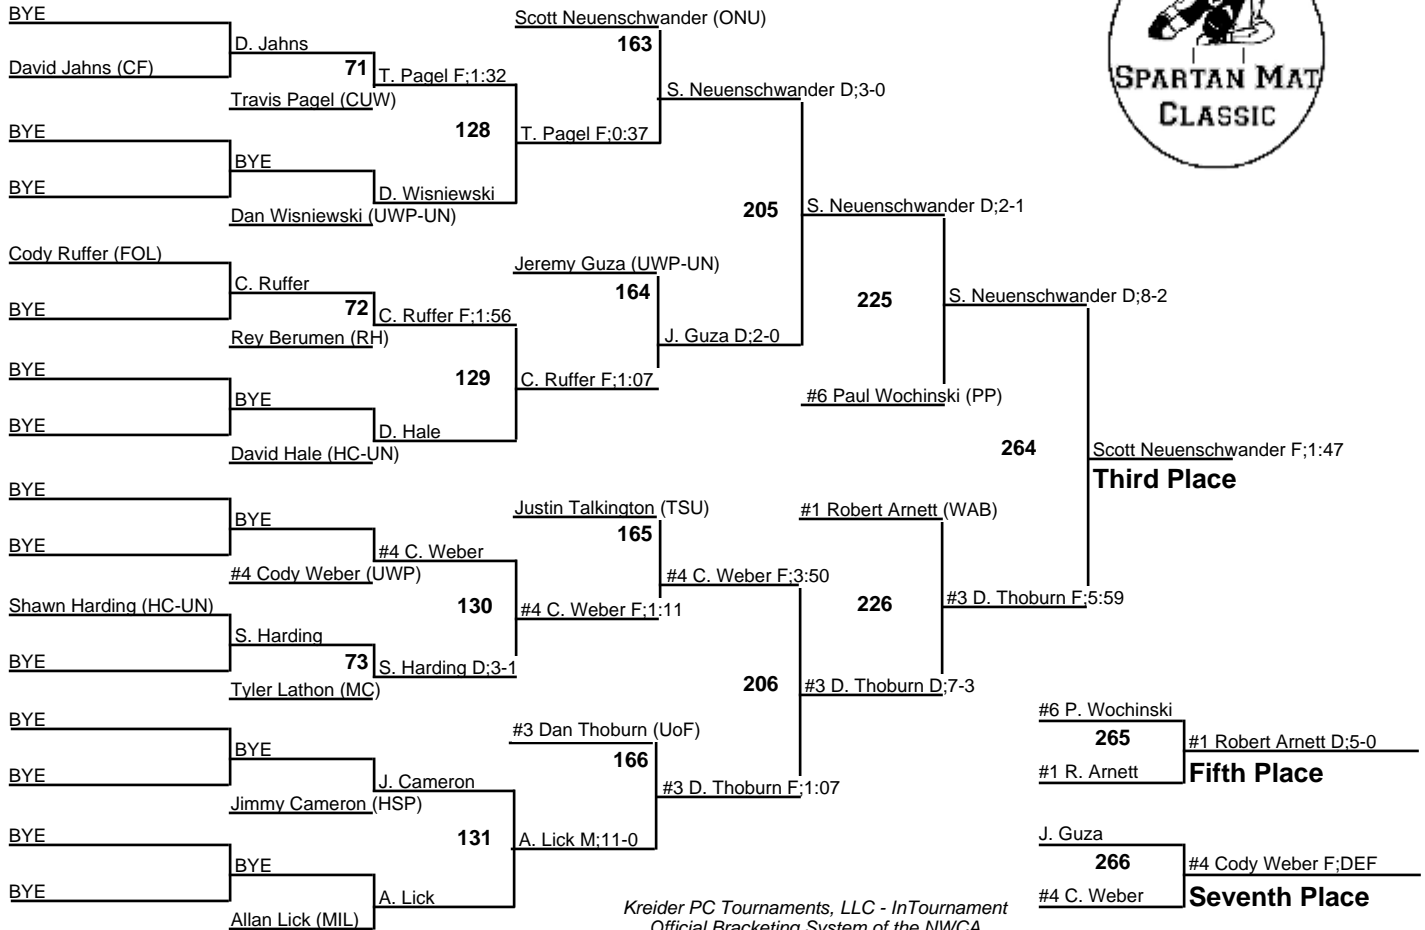 BYE
Scott Neuenschwander (ONU)
D. Jahns
163
David Jahns (CF)
71
T. Pagel F;1:32
SPARTAN MAT
CLASSIC
S. Neuenschwander D;3-0
Travis Pagel (CUW)
BYE
128
T. Pagel F;0:37
BYE
BYE
D. Wisniewski
Dan Wisniewski (UWP-UN)
205
S. Neuenschwander D;2-1
Cody Ruffer (FOL)
Jeremy Guza (UWP-UN)
C. Ruffer
164
225
S. Neuenschwander D;8-2
BYE
72
C. Ruffer F;1:56
Rey Berumen (RH)
J. Guza D;2-0
BYE
129
C. Ruffer F;1:07
#6 Paul Wochinski (PP)
BYE
BYE
D. Hale
David Hale (HC-UN)
264
Scott Neuenschwander F;1:47
Third Place
BYE
Justin Talkington (TSU)
#1 Robert Arnett (WAB)
BYE
165
BYE
#4 C. Weber
#4 Cody Weber (UWP)
#4 C. Weber F;3:50
Shawn Harding (HC-UN)
130
#4 C. Weber F;1:11
226
#3 D. Thoburn F;5:59
S. Harding
BYE
73
S. Harding D;3-1
Tyler Lathon (MC)
206
#3 D. Thoburn D;7-3
BYE
#3 Dan Thoburn (UoF)
#6 P. Wochinski
BYE
166
265
#1 Robert Arnett D;5-0
BYE
J. Cameron
#3 D. Thoburn F;1:07
#1 R. Arnett
Fifth Place
Jimmy Cameron (HSP)
BYE
131
A. Lick M;11-0
J. Guza
BYE
266
#4 Cody Weber F;DEF
BYE
A. Lick
#4 C. Weber
Seventh Place
Allan Lick (MIL)
Kreider PC Tournaments, LLC - InTournament
Official Bracketing System of the NWCA